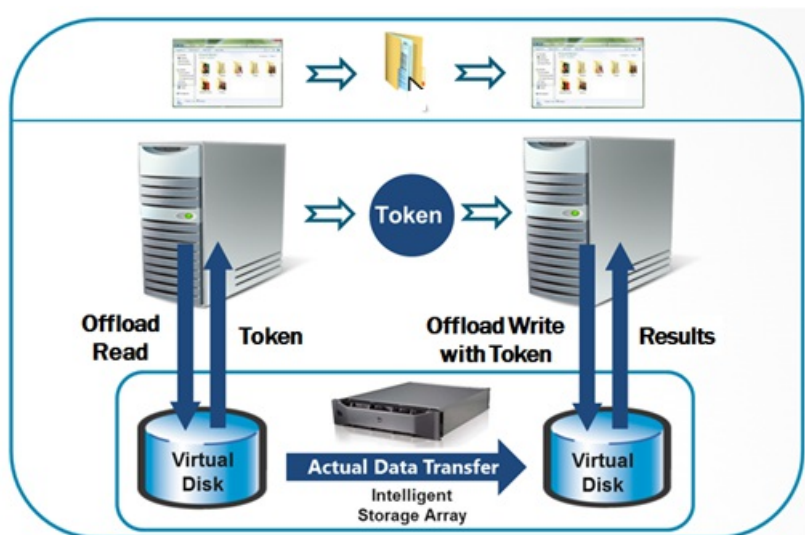 Token
Offload
Read
Token
Offload Write
with Token
Results
Virtual
Disk
Actual Data Transfer
Intelligent
Storage Array
Virtual
Disk